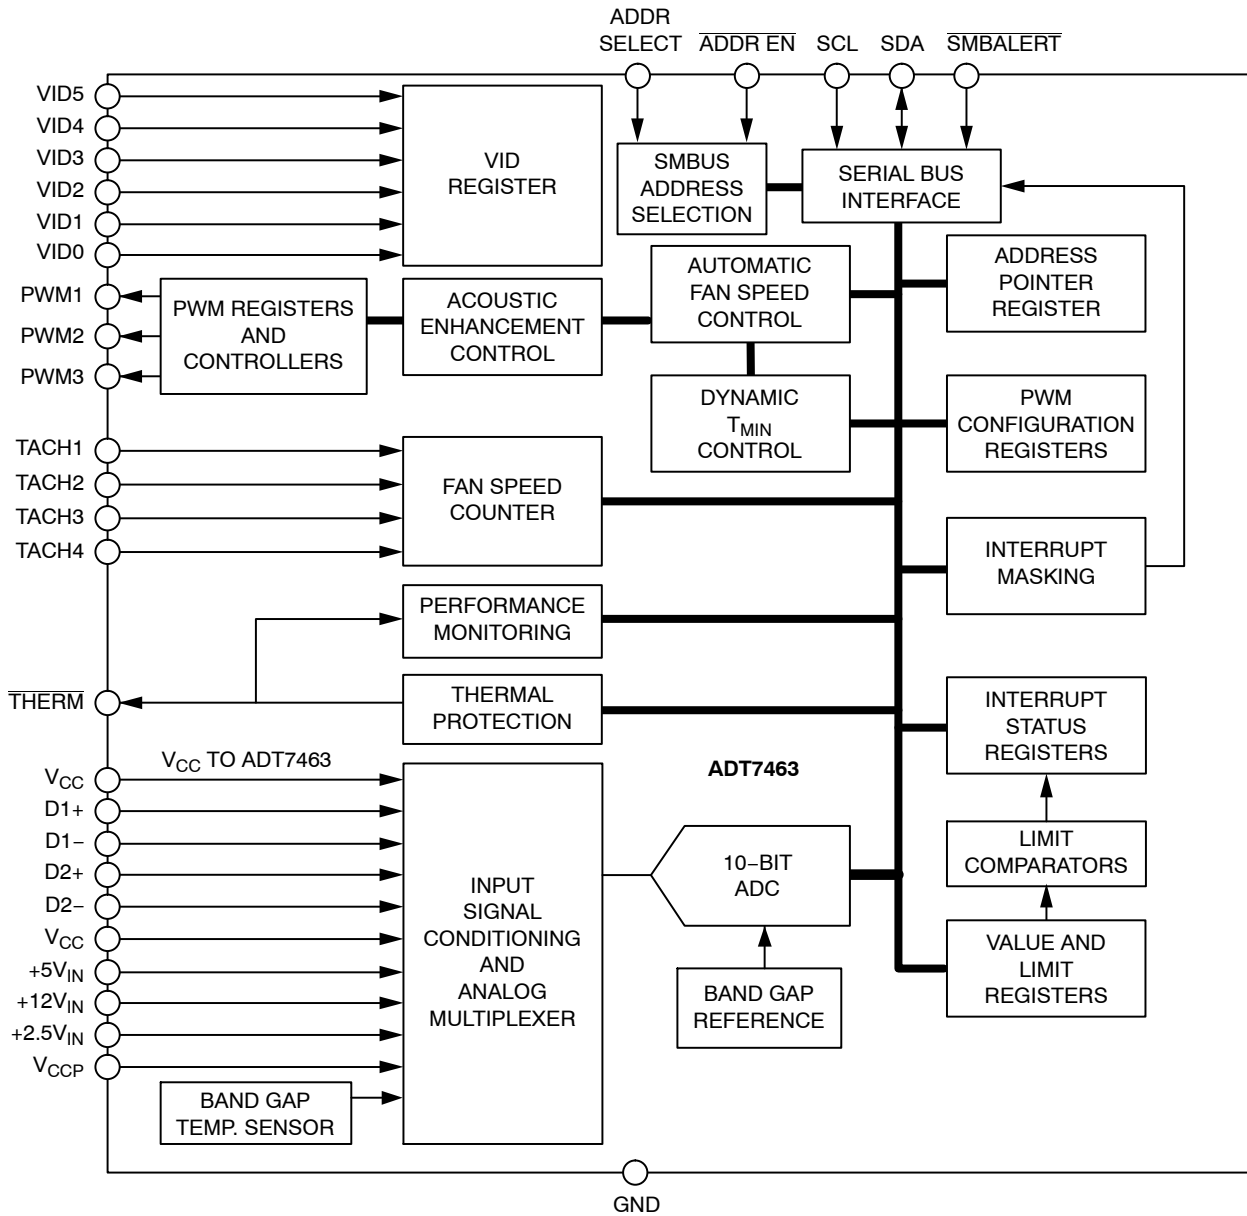 ADDR
SELECT
ADDR EN
SCL
SDA
SMBALERT
VID5
VID4
VID3
VID2
VID1
VID0
VID
REGISTER
SMBUS
ADDRESS
SELECTION
SERIAL BUS
INTERFACE
PWM1
PWM2
PWM3
PWM REGISTERS
AND
CONTROLLERS
ACOUSTIC
ENHANCEMENT
CONTROL
AUTOMATIC
FAN SPEED
CONTROL
ADDRESS
POINTER
REGISTER
DYNAMIC
TMIN
CONTROL
PWM
CONFIGURATION
REGISTERS
TACH1
TACH2
TACH3
TACH4
FAN SPEED
COUNTER
INTERRUPT
MASKING
PERFORMANCE
MONITORING
THERM
THERMAL
PROTECTION
INTERRUPT
STATUS
REGISTERS
VCC TO ADT7463
ADT7463
VCC
D1+
D1−
D2+
D2−
VCC
+5VIN
+12VIN
+2.5VIN
VCCP
INPUT
SIGNAL
CONDITIONING
AND
ANALOG
MULTIPLEXER
10−BIT
ADC
LIMIT
COMPARATORS
VALUE AND
LIMIT
REGISTERS
BAND GAP
REFERENCE
BAND GAP
TEMP. SENSOR
GND